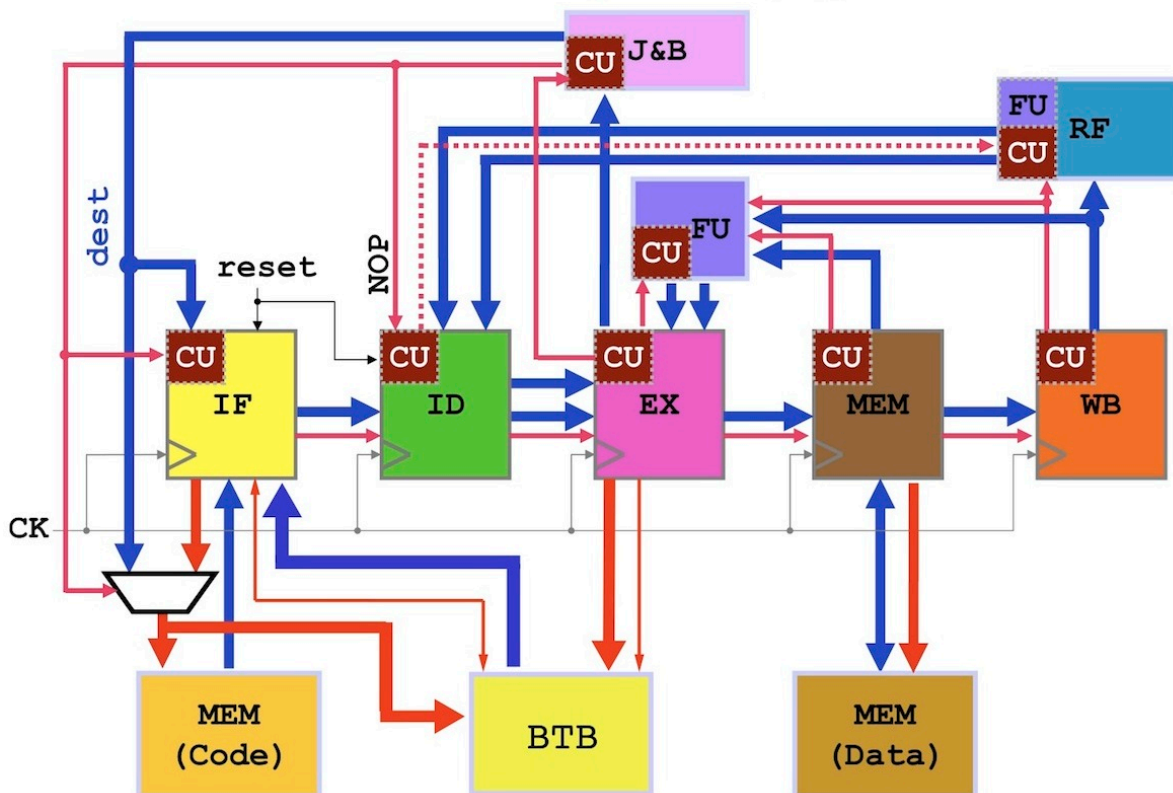 J&B
CU
FU
RF
CU
dest
NOP
FU
CU
reset
CU
CU
CU
CU
CU
IF
ID
EX
MEM
WB
CK
MEM
(Code)
BTB
MEM
(Data)